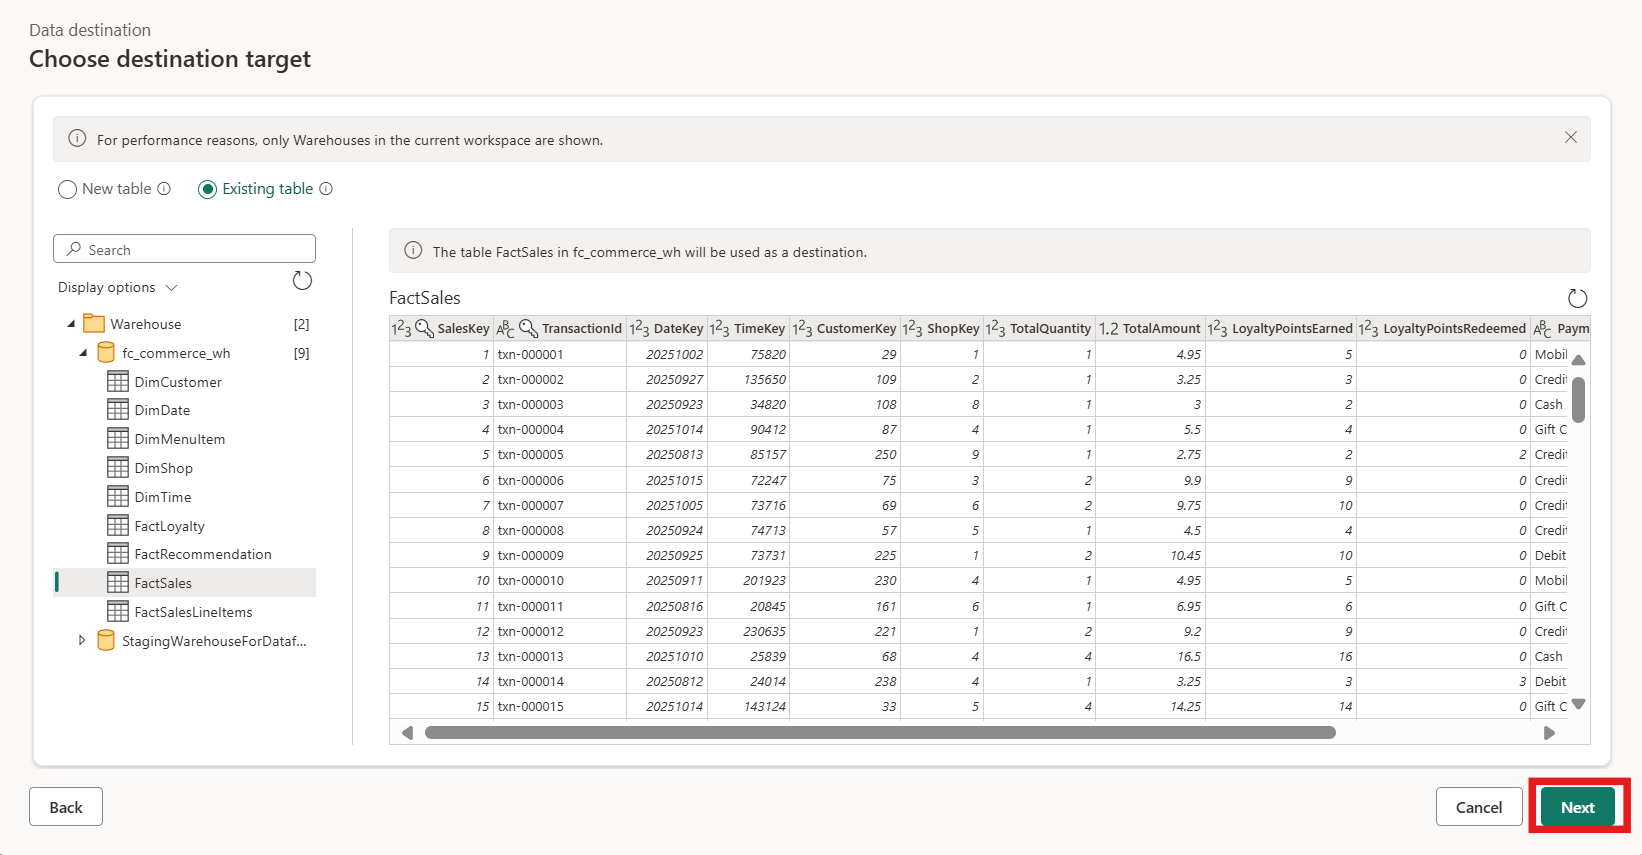 Data destination
Choose destination target
For performance reasons, only Warehouses in the current workspace are shown.
New table
Existing table
Search
Display options
Warehouse [2]
fc_commerce_wh [9]
DimCustomer
DimDate
DimMenuItem
DimShop
DimTime
FactLoyalty
FactRecommendation
FactSales
FactSalesLineItems
StagingWarehouseForDataf...
The table FactSales in fc_commerce_wh will be used as a destination.
FactSales
123 SalesKey ABC TransactionId 123 DateKey 123 TimeKey 123 CustomerKey 123 ShopKey 123 TotalQuantity 1.2 TotalAmount 123 LoyaltyPointsEarned 123 LoyaltyPointsRedeemed ABC Paym
1 txn-000001 20251002 75820 29 1 1 4.95 5 0 Mobil
2 txn-000002 20250927 135650 109 2 1 3.25 3 0 Credi
3 txn-000003 20250923 34820 108 8 1 3 2 0 Cash
4 txn-000004 20251014 90412 87 4 1 5.5 4 0 Gift C
5 txn-000005 20250813 85157 250 9 1 2.75 2 2 Credi
6 txn-000006 20251015 72247 75 3 2 9.9 9 0 Credi
7 txn-000007 20251005 73716 69 6 2 9.75 10 0 Credi
8 txn-000008 20250924 74713 57 5 1 4.5 4 0 Credi
9 txn-000009 20250925 73731 225 1 2 10.45 10 0 Debit
10 txn-000010 20250911 201923 230 4 1 4.95 5 0 Mobil
11 txn-000011 20250816 20845 161 6 1 6.95 6 0 Gift C
12 txn-000012 20250923 230635 221 1 2 9.2 9 0 Credi
13 txn-000013 20251010 25839 68 4 4 16.5 16 0 Cash
14 txn-000014 20250812 24014 238 4 1 3.25 3 3 Debit
15 txn-000015 20251014 143124 33 5 4 14.25 14 0 Gift C
Back
Cancel
Next